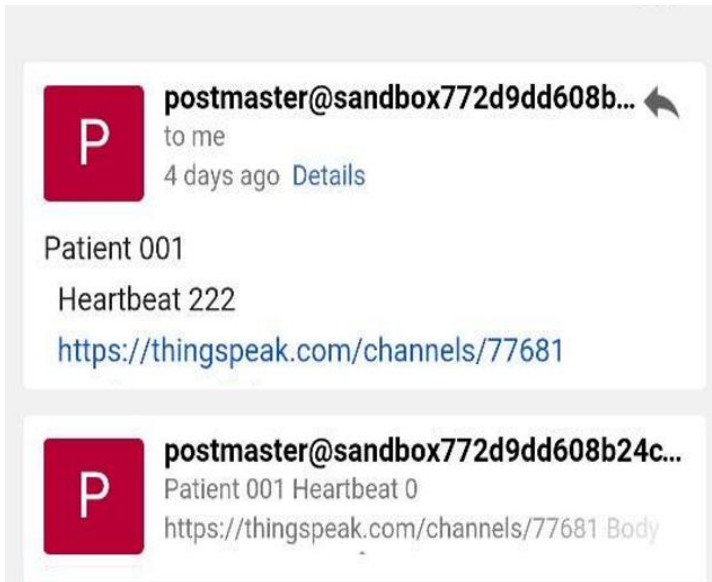 P
postmaster@sandbox772d9dd608b...
to me
4 days ago Details
Patient 001
Heartbeat 222
https://thingspeak.com/channels/77681
P
postmaster@sandbox772d9dd608b24c...
Patient 001 Heartbeat 0
https://thingspeak.com/channels/77681 Body